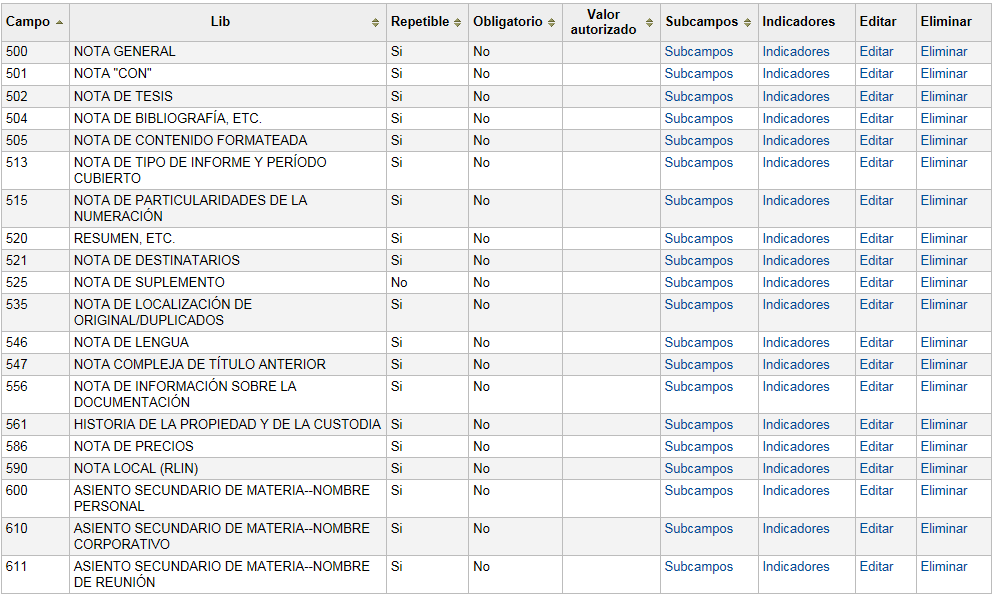 Campo Lib Repetible Obligatorio Valor autorizado Subcampos Indicadores Editar Eliminar
500 NOTA GENERAL Si No Subcampos Indicadores Editar Eliminar
501 NOTA "CON" Si No Subcampos Indicadores Editar Eliminar
502 NOTA DE TESIS Si No Subcampos Indicadores Editar Eliminar
504 NOTA DE BIBLIOGRAFÍA, ETC. Si No Subcampos Indicadores Editar Eliminar
505 NOTA DE CONTENIDO FORMATEADA Si No Subcampos Indicadores Editar Eliminar
513 NOTA DE TIPO DE INFORME Y PERÍODO Si No Subcampos Indicadores Editar Eliminar
CUBIERTO
515 NOTA DE PARTICULARIDADES DE LA Si No Subcampos Indicadores Editar Eliminar
NUMERACIÓN
520 RESUMEN, ETC. Si No Subcampos Indicadores Editar Eliminar
521 NOTA DE DESTINATARIOS Si No Subcampos Indicadores Editar Eliminar
525 NOTA DE SUPLEMENTO No No Subcampos Indicadores Editar Eliminar
535 NOTA DE LOCALIZACIÓN DE Si No Subcampos Indicadores Editar Eliminar
ORIGINAL/DUPLICADOS
546 NOTA DE LENGUA Si No Subcampos Indicadores Editar Eliminar
547 NOTA COMPLEJA DE TÍTULO ANTERIOR Si No Subcampos Indicadores Editar Eliminar
556 NOTA DE INFORMACIÓN SOBRE LA Si No Subcampos Indicadores Editar Eliminar
DOCUMENTACIÓN
561 HISTORIA DE LA PROPIEDAD Y DE LA CUSTODIA Si No Subcampos Indicadores Editar Eliminar
586 NOTA DE PRECIOS Si No Subcampos Indicadores Editar Eliminar
590 NOTA LOCAL (RLIN) Si No Subcampos Indicadores Editar Eliminar
600 ASIENTO SECUNDARIO DE MATERIA--NOMBRE Si No Subcampos Indicadores Editar Eliminar
PERSONAL
610 ASIENTO SECUNDARIO DE MATERIA--NOMBRE Si No Subcampos Indicadores Editar Eliminar
CORPORATIVO
611 ASIENTO SECUNDARIO DE MATERIA--NOMBRE Si No Subcampos Indicadores Editar Eliminar
DE REUNIÓN